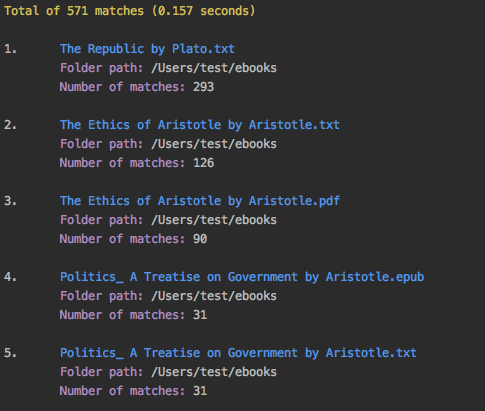 Total of 571 matches (0.157 seconds)
1. The Republic by Plato.txt
Folder path: /Users/test/ebooks
Number of matches: 293
2. The Ethics of Aristotle by Aristotle.txt
Folder path: /Users/test/ebooks
Number of matches: 126
3. The Ethics of Aristotle by Aristotle.pdf
Folder path: /Users/test/ebooks
Number of matches: 90
4. Politics_ A Treatise on Government by Aristotle.epub
Folder path: /Users/test/ebooks
Number of matches: 31
5. Politics_ A Treatise on Government by Aristotle.txt
Folder path: /Users/test/ebooks
Number of matches: 31